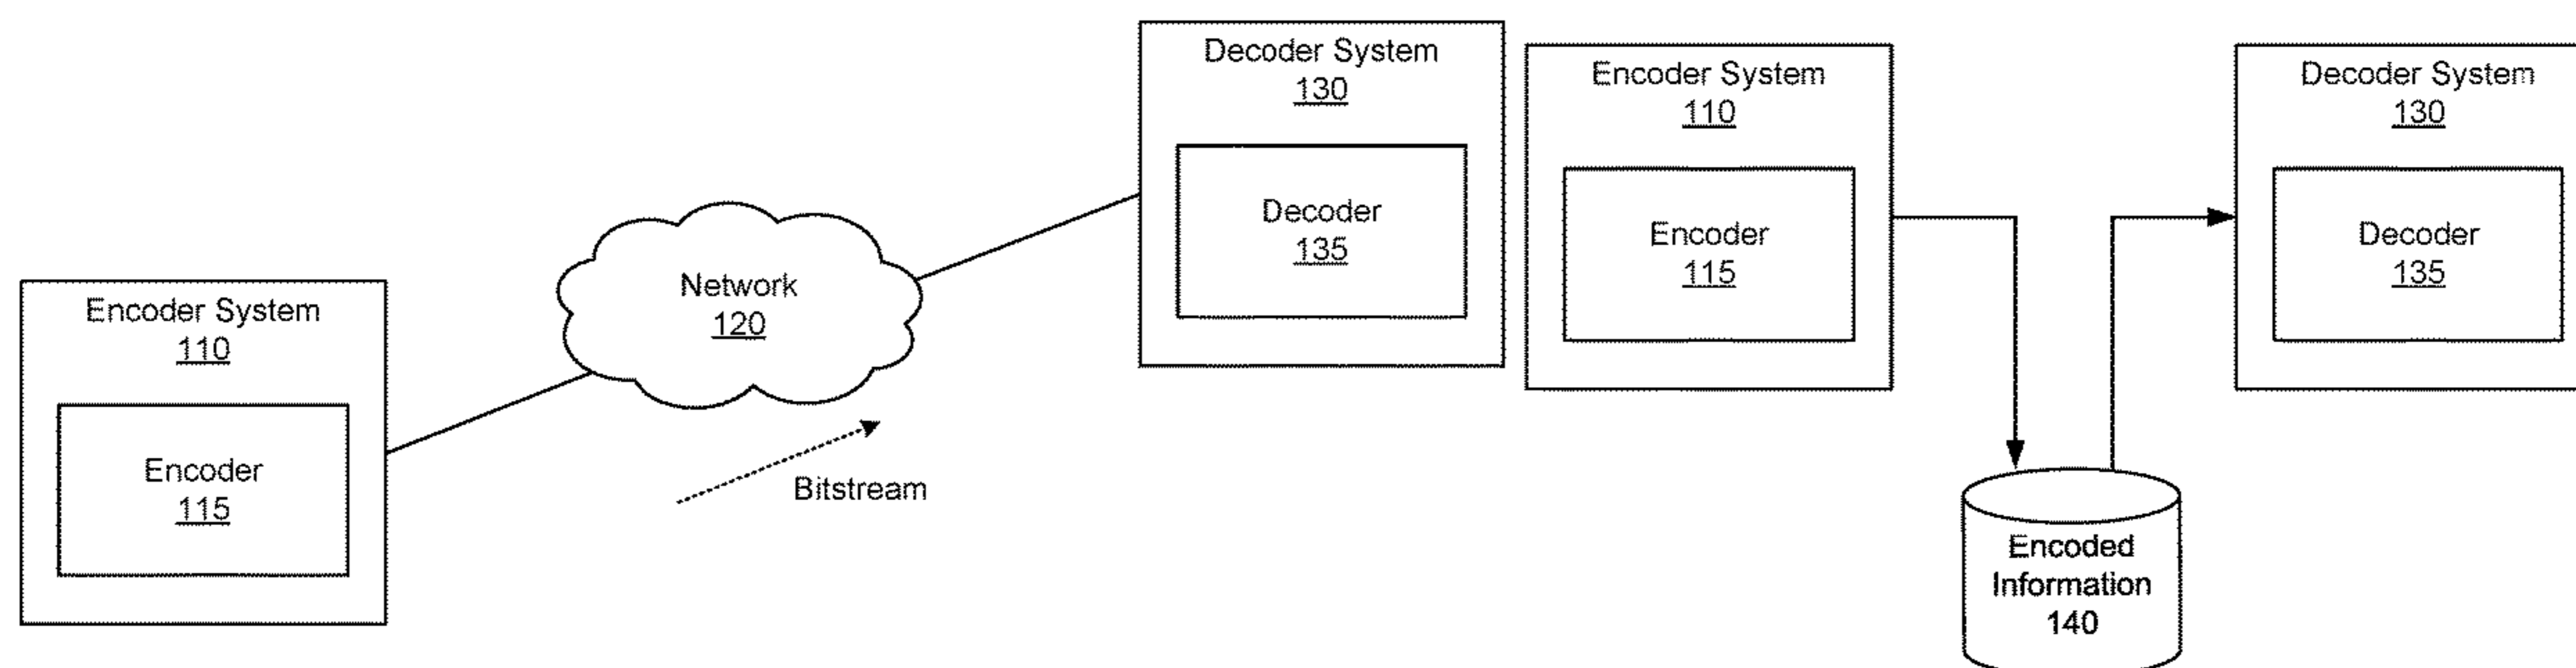 Encoder System
110
Encoder
115
Network
120
Bitstream
Decoder System
130
Decoder
135
Encoder System
110
Encoder
115
Encoded
Information
140
Decoder System
130
Decoder
135